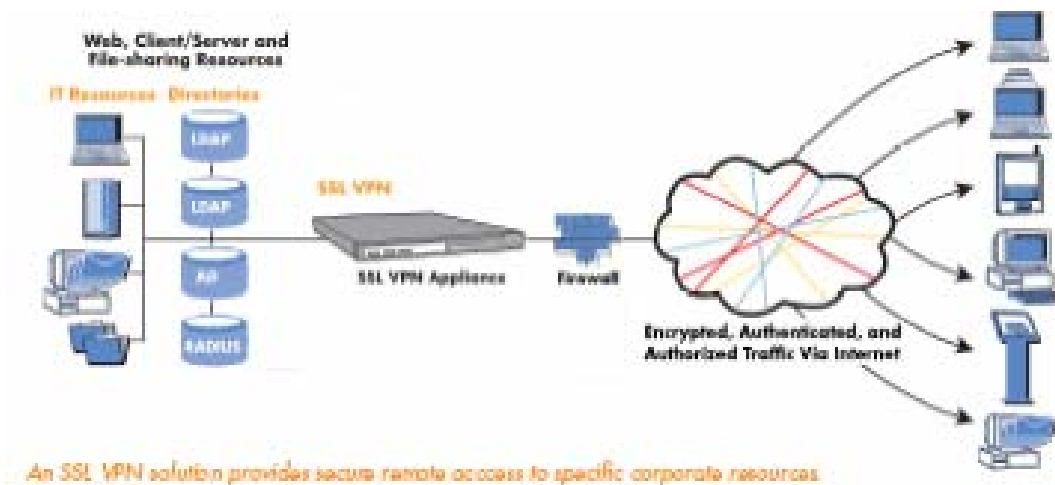 Web, Client/Server and
File-sharing Resources
IT Resources Directories
LDAP
LDAP
AD
RADIUS
SSL VPN
SSL VPN Appliance
Firewall
Encrypted, Authenticated, and
Authorized Traffic Via Internet
An SSL VPN solution provides secure remote access to specific corporate resources